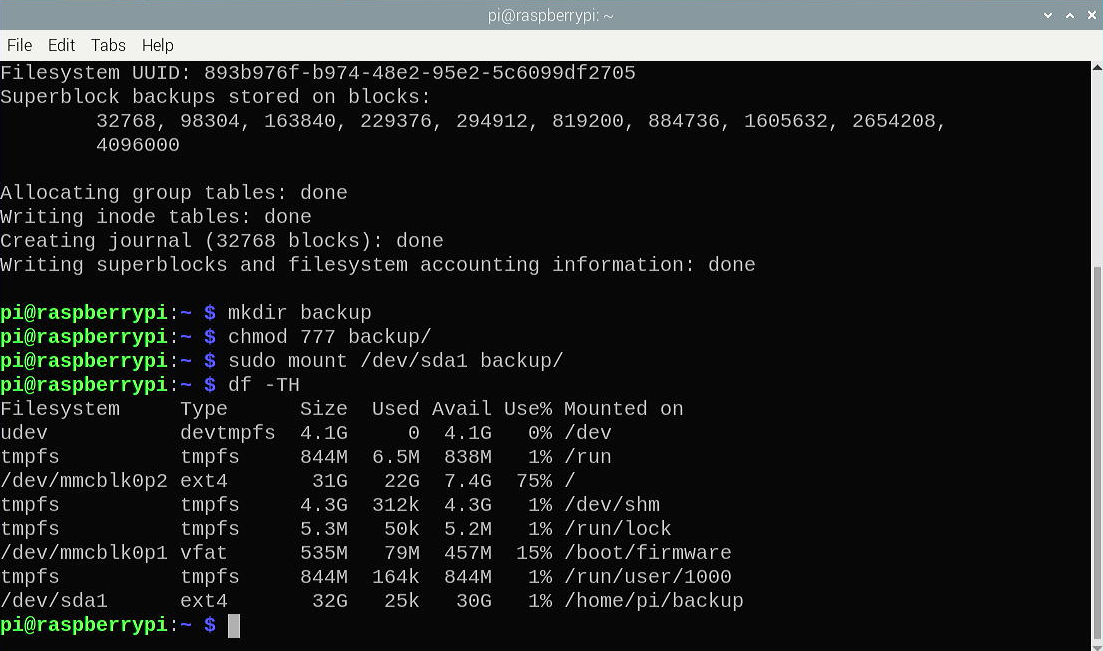 pi@raspberrypi: ~
File Edit Tabs Help
Filesystem UUID: 893b976f-b974-48e2-95e2-5c6099df2705
Superblock backups stored on blocks:
        32768, 98304, 163840, 229376, 294912, 819200, 884736, 1605632, 2654208,
        4096000
Allocating group tables: done
Writing inode tables: done
Creating journal (32768 blocks): done
Writing superblocks and filesystem accounting information: done
pi@raspberrypi:~ $ mkdir backup
pi@raspberrypi:~ $ chmod 777 backup/
pi@raspberrypi:~ $ sudo mount /dev/sda1 backup/
pi@raspberrypi:~ $ df -TH
Filesystem     Type      Size  Used Avail Use% Mounted on
udev           devtmpfs  4.1G     0  4.1G   0% /dev
tmpfs          tmpfs     844M  6.5M  838M   1% /run
/dev/mmcblk0p2 ext4       31G   22G  7.4G  75% /
tmpfs          tmpfs     4.3G  312k  4.3G   1% /dev/shm
tmpfs          tmpfs     5.3M   50k  5.2M   1% /run/lock
/dev/mmcblk0p1 vfat      535M   79M  457M  15% /boot/firmware
tmpfs          tmpfs     844M  164k  844M   1% /run/user/1000
/dev/sda1      ext4       32G   25k   30G   1% /home/pi/backup
pi@raspberrypi:~ $